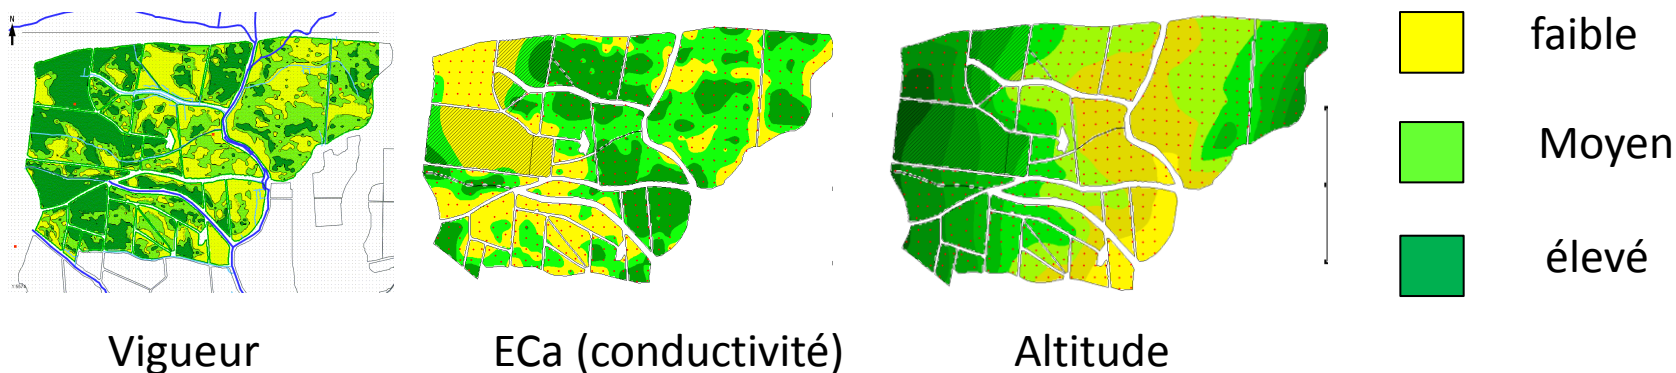 N
faible
Moyen
élevé
Vigueur
ECa (conductivité)
Altitude